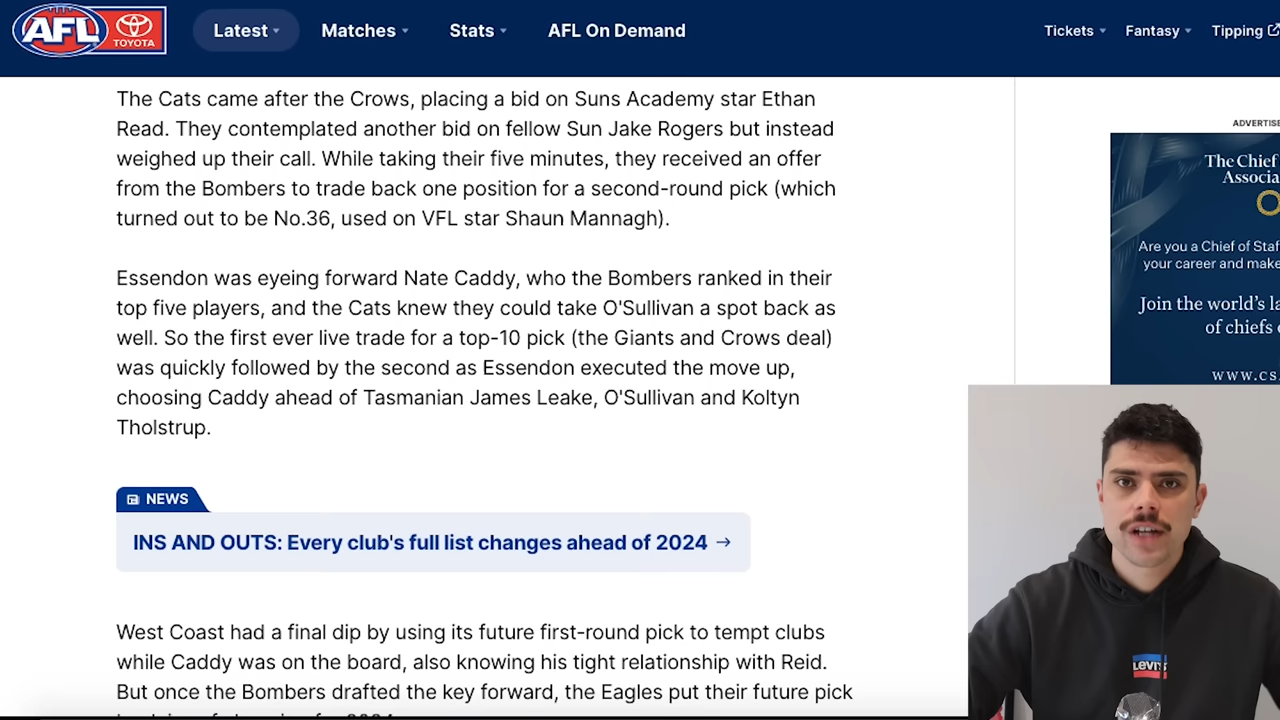 AFL
TOYOTA
Latest
Matches
Stats
AFL On Demand
Tickets
Fantasy
Tipping
The Cats came after the Crows, placing a bid on Suns Academy star Ethan
Read. They contemplated another bid on fellow Sun Jake Rogers but instead
weighed up their call. While taking their five minutes, they received an offer
from the Bombers to trade back one position for a second-round pick (which
turned out to be No.36, used on VFL star Shaun Mannagh).
Essendon was eyeing forward Nate Caddy, who the Bombers ranked in their
top five players, and the Cats knew they could take O'Sullivan a spot back as
well. So the first ever live trade for a top-10 pick (the Giants and Crows deal)
was quickly followed by the second as Essendon executed the move up,
choosing Caddy ahead of Tasmanian James Leake, O'Sullivan and Koltyn
Tholstrup.
NEWS
INS AND OUTS: Every club's full list changes ahead of 2024 →
West Coast had a final dip by using its future first-round pick to tempt clubs
while Caddy was on the board, also knowing his tight relationship with Reid.
But once the Bombers drafted the key forward, the Eagles put their future pick
ADVERTISE
The Chief
Associa
Are you a Chief of Staf
your career and make
Join the world's la
of chiefs
www.cs
Levi's